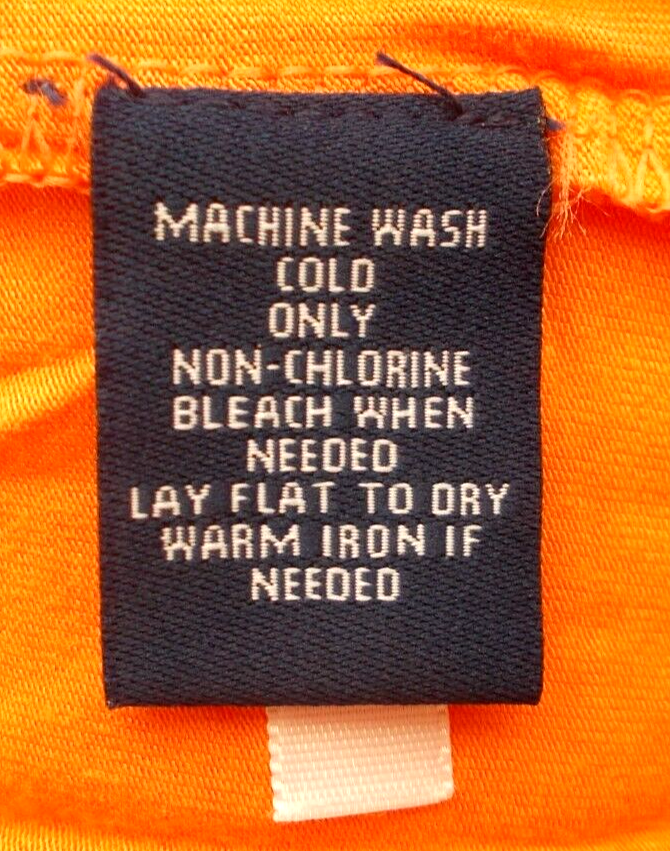 MACHINE WASH
COLD
ONLY
NON-CHLORINE
BLEACH WHEN
NEEDED
LAY FLAT TO DRY
WARM IRON IF
NEEDED